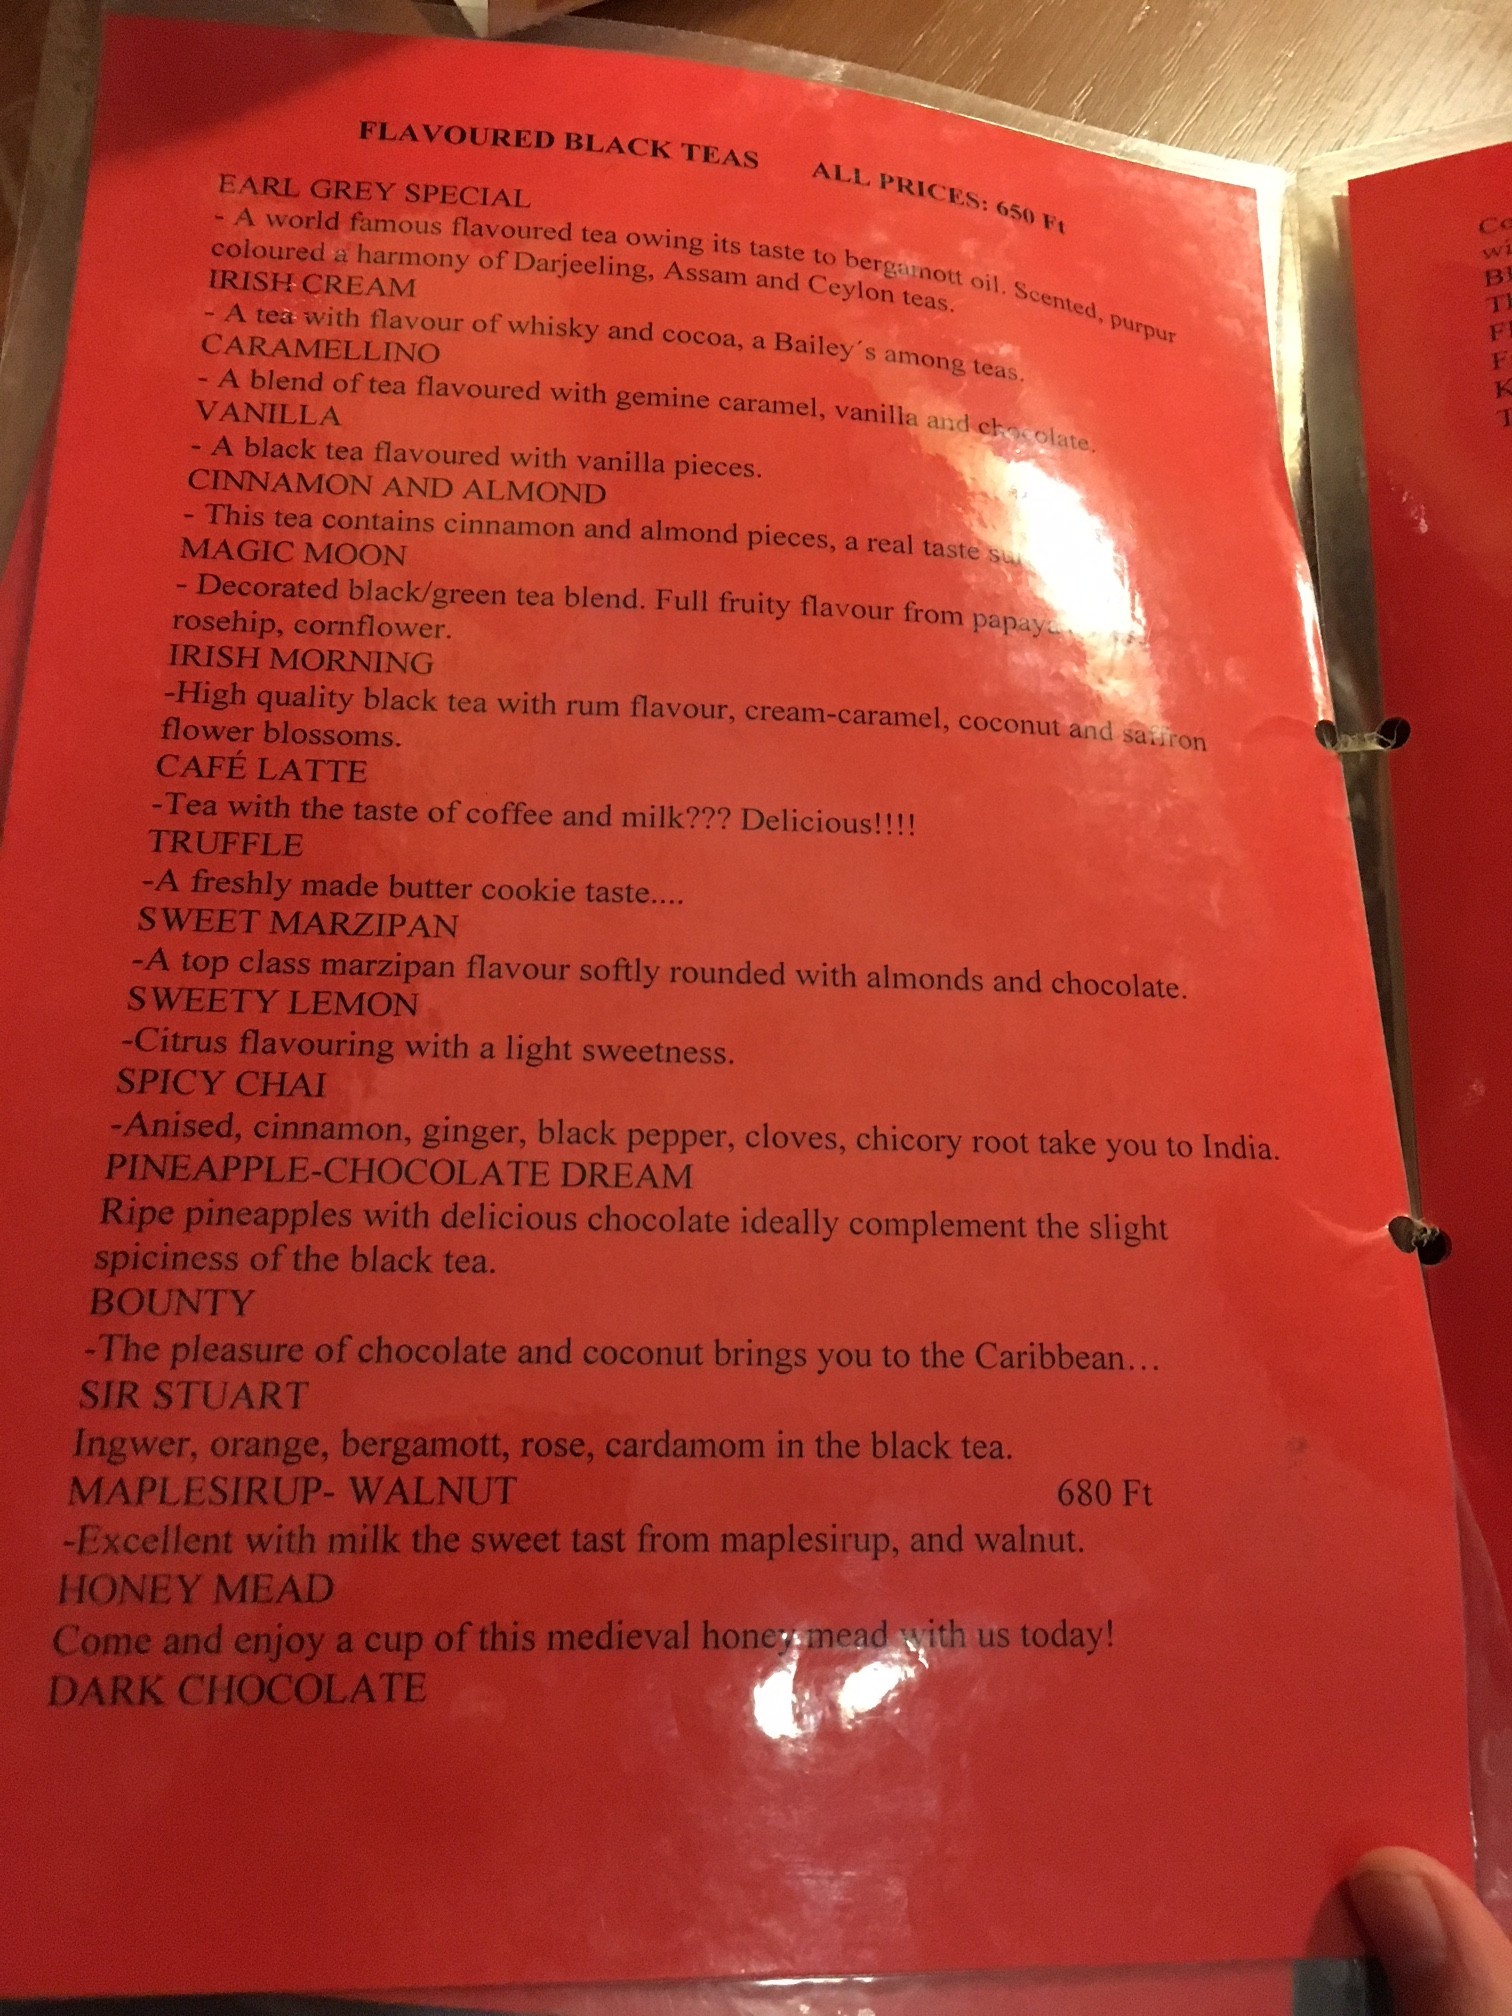 FLAVOURED BLACK TEAS ALL PRICES: 650 Ft
EARL GREY SPECIAL
- A world famous flavoured tea owing its taste to bergamott oil. Scented, purpur
coloured a harmony of Darjeeling, Assam and Ceylon teas.
IRISH CREAM
- A tea with flavour of whisky and cocoa, a Bailey´s among teas.
CARAMELLINO
- A blend of tea flavoured with gemine caramel, vanilla and chocolate.
VANILLA
- A black tea flavoured with vanilla pieces.
CINNAMON AND ALMOND
- This tea contains cinnamon and almond pieces, a real taste
MAGIC MOON
- Decorated black/green tea blend. Full fruity flavour from papaya
rosehip, cornflower.
IRISH MORNING
-High quality black tea with rum flavour, cream-caramel, coconut and saffron
flower blossoms.
CAFÉ LATTE
-Tea with the taste of coffee and milk??? Delicious!!!!
TRUFFLE
-A freshly made butter cookie taste....
SWEET MARZIPAN
-A top class marzipan flavour softly rounded with almonds and chocolate.
SWEETY LEMON
-Citrus flavouring with a light sweetness.
SPICY CHAI
-Anised, cinnamon, ginger, black pepper, cloves, chicory root take you to India.
PINEAPPLE-CHOCOLATE DREAM
Ripe pineapples with delicious chocolate ideally complement the slight
spiciness of the black tea.
BOUNTY
-The pleasure of chocolate and coconut brings you to the Caribbean…
SIR STUART
Ingwer, orange, bergamott, rose, cardamom in the black tea.
MAPLESIRUP- WALNUT 680 Ft
-Excellent with milk the sweet tast from maplesirup, and walnut.
HONEY MEAD
Come and enjoy a cup of this medieval honey mead with us today!
DARK CHOCOLATE